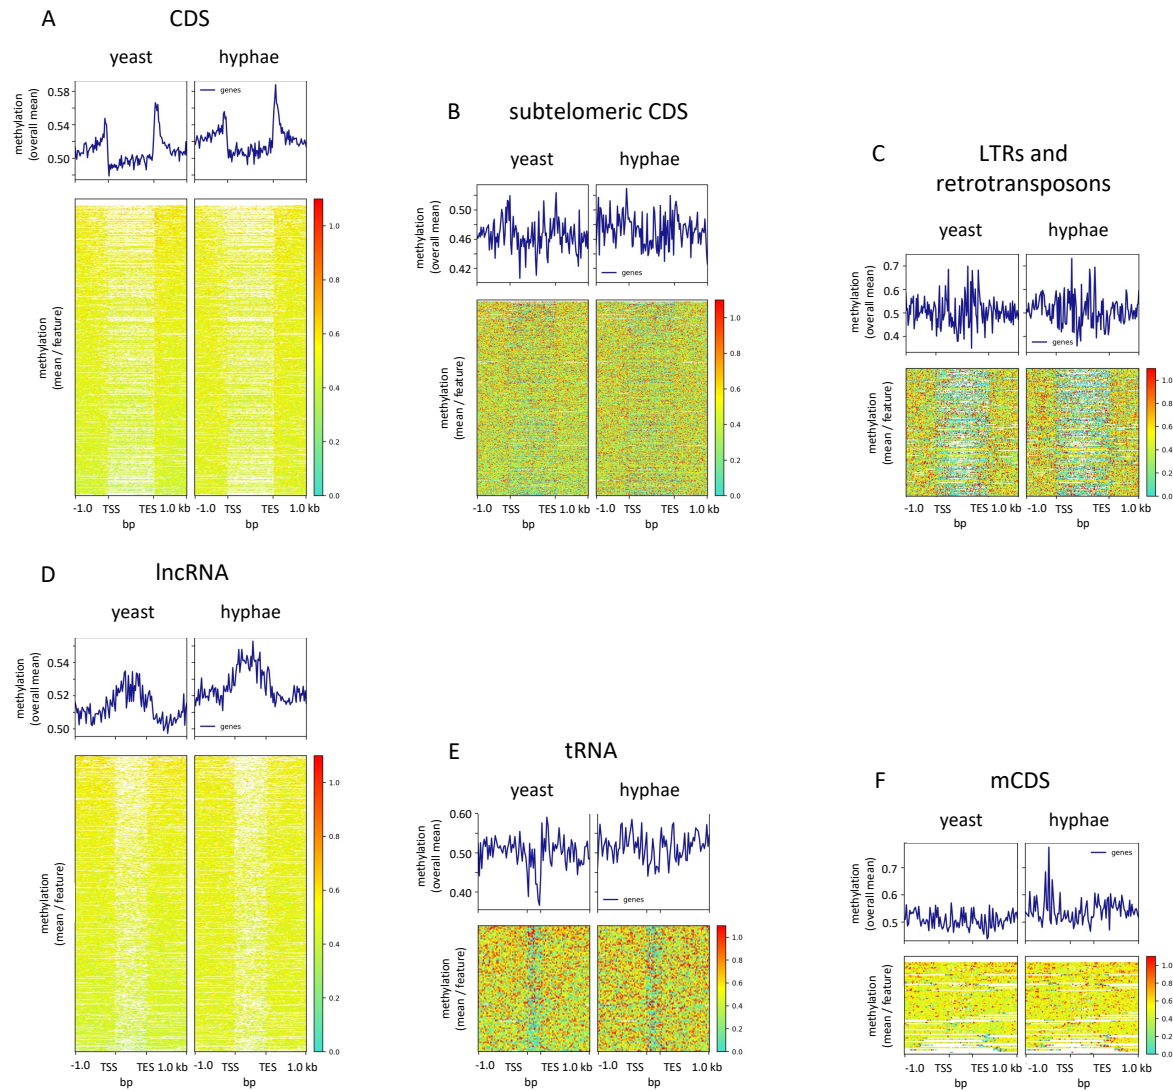 A
CDS
yeast
hyphae
methylation
(overall mean)
0.58
0.54
0.50
genes
methylation
(mean / feature)
1.0
0.8
0.6
0.4
0.2
0.0
-1.0 TSS TES 1.0 kb
-1.0 TSS TES 1.0 kb
bp
bp
B
subtelomeric CDS
yeast
hyphae
methylation
(overall mean)
0.50
0.46
0.42
genes
methylation
(mean / feature)
1.0
0.8
0.6
0.4
0.2
0.0
-1.0 TSS TES 1.0 kb
-1.0 TSS TES 1.0 kb
bp
bp
C
LTRs and
retrotransposons
yeast
hyphae
methylation
(overall mean)
0.7
0.6
0.5
0.4
genes
methylation
(mean / feature)
1.0
0.8
0.6
0.4
0.2
0.0
-1.0 TSS TES 1.0 kb
-1.0 TSS TES 1.0 kb
bp
bp
D
lncRNA
yeast
hyphae
methylation
(overall mean)
0.54
0.52
0.50
genes
methylation
(mean / feature)
1.0
0.8
0.6
0.4
0.2
0.0
-1.0 TSS TES 1.0 kb
-1.0 TSS TES 1.0 kb
bp
bp
E
tRNA
yeast
hyphae
methylation
(overall mean)
0.60
0.50
0.40
genes
methylation
(mean / feature)
1.0
0.8
0.6
0.4
0.2
0.0
-1.0 TSS TES 1.0 kb
-1.0 TSS TES 1.0 kb
bp
bp
F
mCDS
yeast
hyphae
methylation
(overall mean)
0.7
0.6
0.5
genes
methylation
(mean / feature)
1.0
0.8
0.6
0.4
0.2
0.0
-1.0 TSS TES 1.0 kb
-1.0 TSS TES 1.0 kb
bp
bp